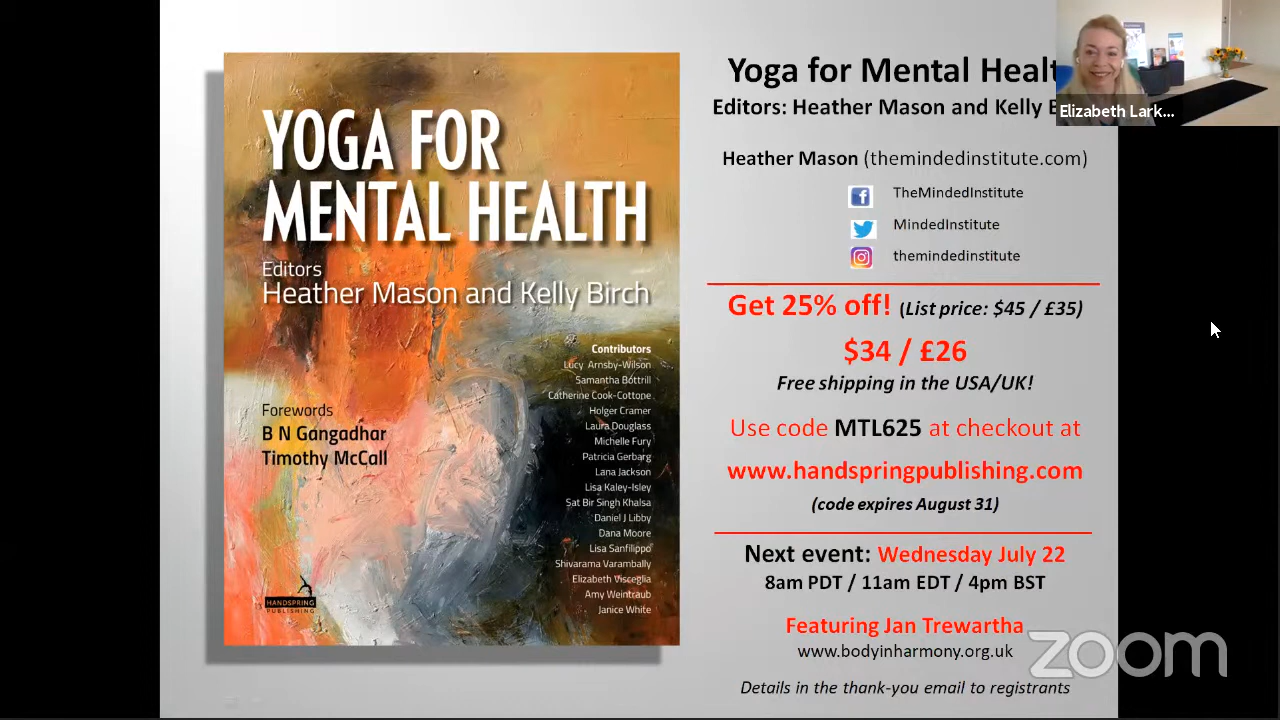 YOGA FOR
MENTAL HEALTH
Editors
Heather Mason and Kelly Birch
Contributors
Lucy Arnsby-Wilson
Samantha Bottrill
Catherine Cook-Cottone
Holger Cramer
Laura Douglass
Michelle Fury
Patricia Gerbarg
Lana Jackson
Lisa Kaley-Isley
Sat Bir Singh Khalsa
Daniel J Libby
Dana Moore
Lisa Sanfilippo
Shivarama Varambally
Elizabeth Visceglia
Amy Weintraub
Janice White
Forewords
B N Gangadhar
Timothy McCall
HANDSPRING
PUBLISHING
Yoga for Mental Healt
Editors: Heather Mason and Kelly B
Elizabeth Lark...
Heather Mason (themindedinstitute.com)
TheMindedInstitute
MindedInstitute
themindedinstitute
Get 25% off! (List price: $45 / £35)
$34 / £26
Free shipping in the USA/UK!
Use code MTL625 at checkout at
www.handspringpublishing.com
(code expires August 31)
Next event: Wednesday July 22
8am PDT / 11am EDT / 4pm BST
Featuring Jan Trewartha
www.bodyinharmony.org.uk
Details in the thank-you email to registrants
zoom